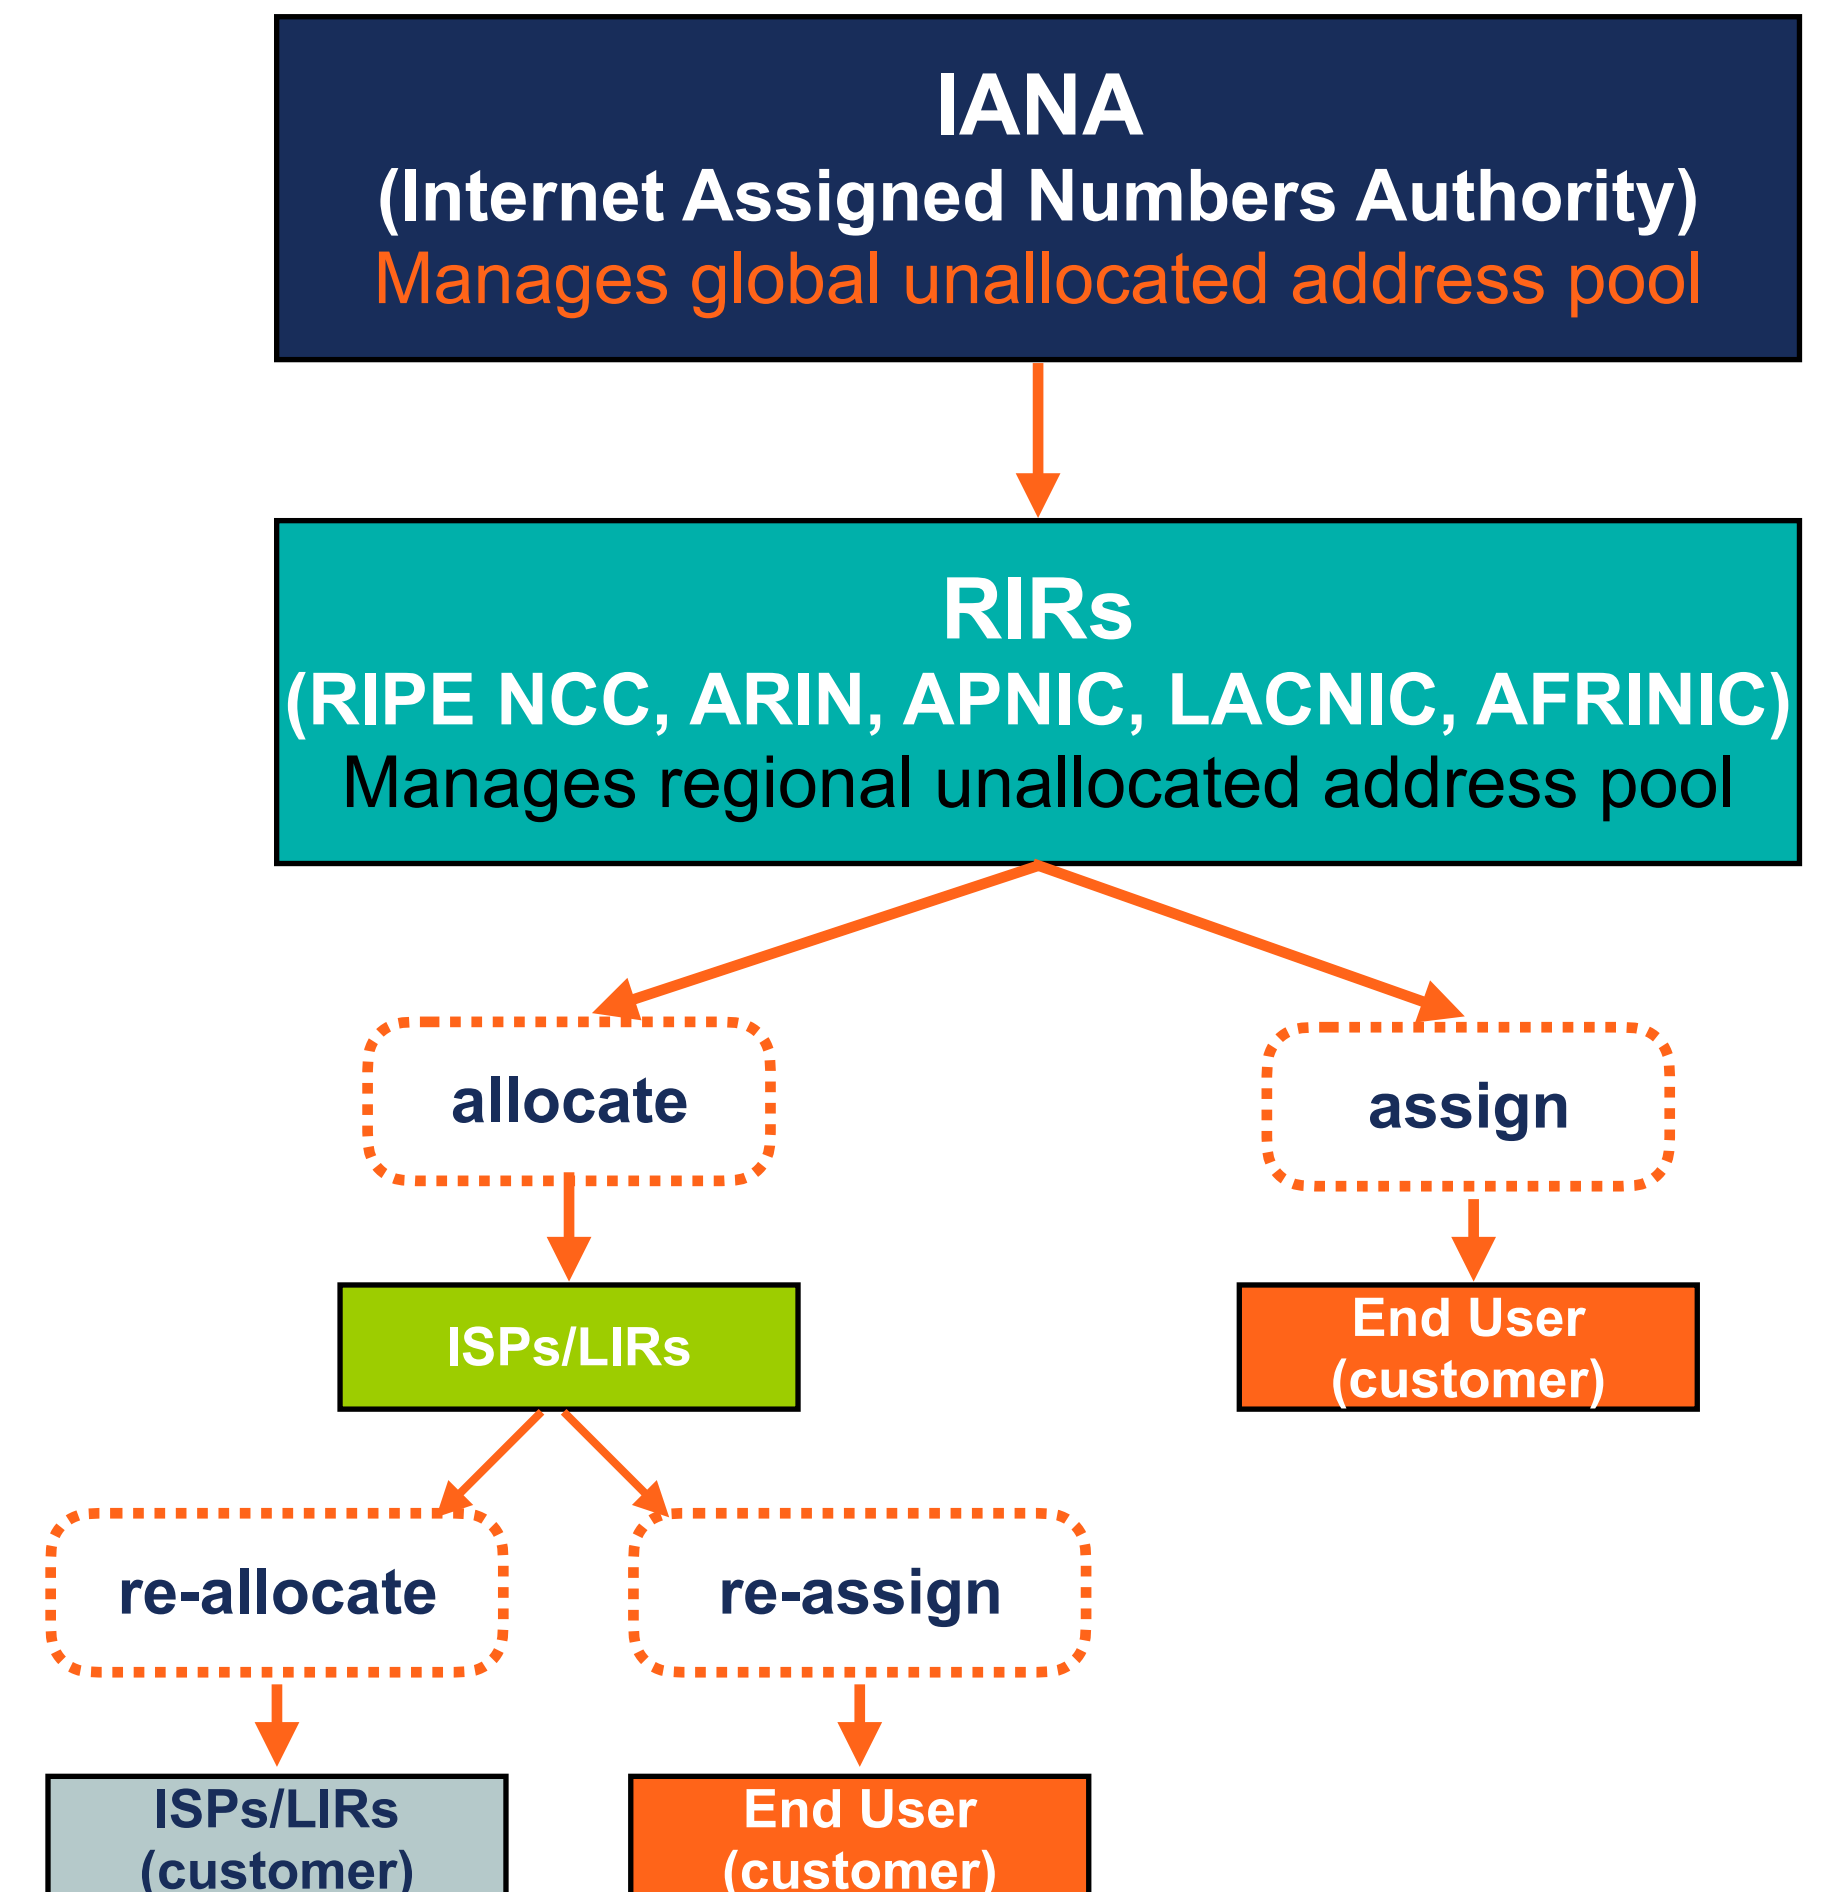 IANA
(Internet Assigned Numbers Authority)
Manages global unallocated address pool
RIRs
(RIPE NCC, ARIN, APNIC, LACNIC, AFRINIC)
Manages regional unallocated address pool
allocate
assign
ISPs/LIRs
End User
(customer)
re-allocate
re-assign
ISPs/LIRs
(customer)
End User
(customer)